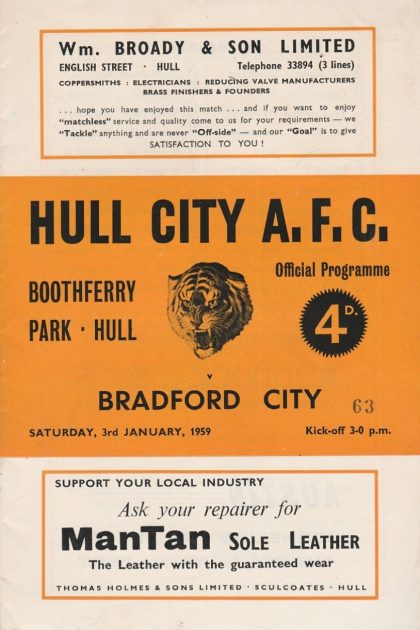 Wm. BROADY & SON LIMITED
ENGLISH STREET · HULL Telephone 33894 (3 lines)
COPPERSMITHS : ELECTRICIANS : REDUCING VALVE MANUFACTURERS
BRASS FINISHERS & FOUNDERS
. . . hope you have enjoyed this match . . . and if you want to enjoy
"matchless" service and quality come to us for your requirements — we
"Tackle" anything and are never "Off-side" — and our "Goal" is to give
SATISFACTION TO YOU !
HULL CITY A.F.C.
Official Programme
BOOTHFERRY
PARK · HULL
4D.
v
BRADFORD CITY
63
SATURDAY, 3rd JANUARY, 1959 Kick-off 3-0 p.m.
SUPPORT YOUR LOCAL INDUSTRY
Ask your repairer for
ManTan SOLE LEATHER
The Leather with the guaranteed wear
THOMAS HOLMES & SONS LIMITED · SCULCOATES · HULL